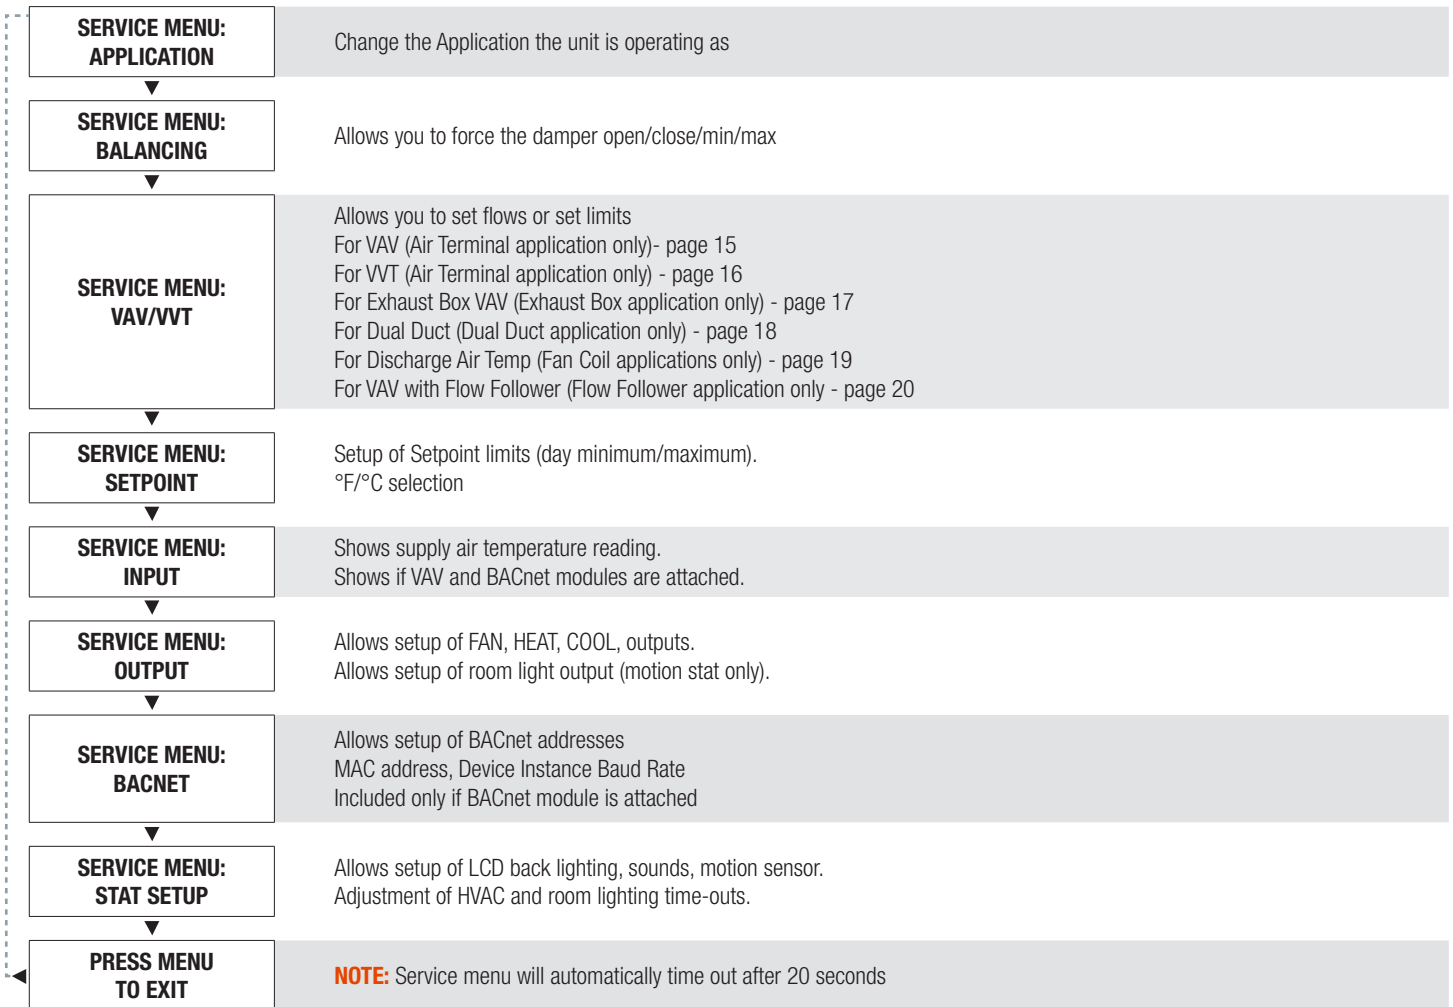 SERVICE MENU:
APPLICATION
Change the Application the unit is operating as
SERVICE MENU:
BALANCING
Allows you to force the damper open/close/min/max
SERVICE MENU:
VAV/VVT
Allows you to set flows or set limits
For VAV (Air Terminal application only)- page 15
For VVT (Air Terminal application only) - page 16
For Exhaust Box VAV (Exhaust Box application only) - page 17
For Dual Duct (Dual Duct application only) - page 18
For Discharge Air Temp (Fan Coil applications only) - page 19
For VAV with Flow Follower (Flow Follower application only - page 20
SERVICE MENU:
SETPOINT
Setup of Setpoint limits (day minimum/maximum).
°F/°C selection
SERVICE MENU:
INPUT
Shows supply air temperature reading.
Shows if VAV and BACnet modules are attached.
SERVICE MENU:
OUTPUT
Allows setup of FAN, HEAT, COOL, outputs.
Allows setup of room light output (motion stat only).
SERVICE MENU:
BACNET
Allows setup of BACnet addresses
MAC address, Device Instance Baud Rate
Included only if BACnet module is attached
SERVICE MENU:
STAT SETUP
Allows setup of LCD back lighting, sounds, motion sensor.
Adjustment of HVAC and room lighting time-outs.
PRESS MENU
TO EXIT
NOTE: Service menu will automatically time out after 20 seconds